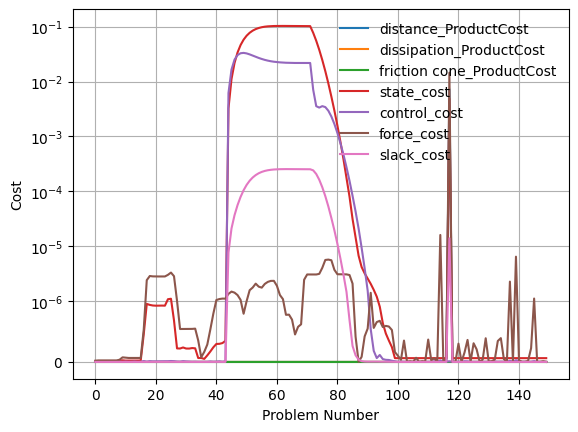 distance_ProductCost
dissipation_ProductCost
friction cone_ProductCost
state_cost
control_cost
force_cost
slack_cost
Cost
10⁻¹
10⁻²
10⁻³
10⁻⁴
10⁻⁵
10⁻⁶
0
0 20 40 60 80 100 120 140
Problem Number